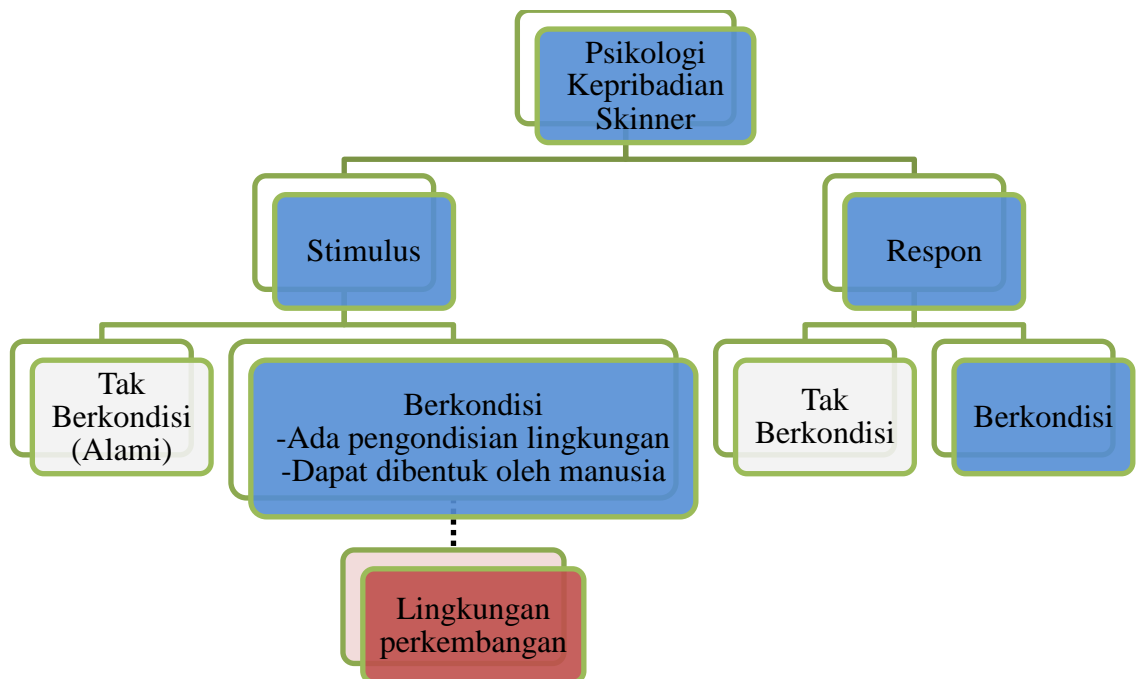 Psikologi
Kepribadian
Skinner
Stimulus
Respon
Tak
Berkondisi
(Alami)
Berkondisi
-Ada pengondisian lingkungan
-Dapat dibentuk oleh manusia
Tak
Berkondisi
Berkondisi
Lingkungan
perkembangan